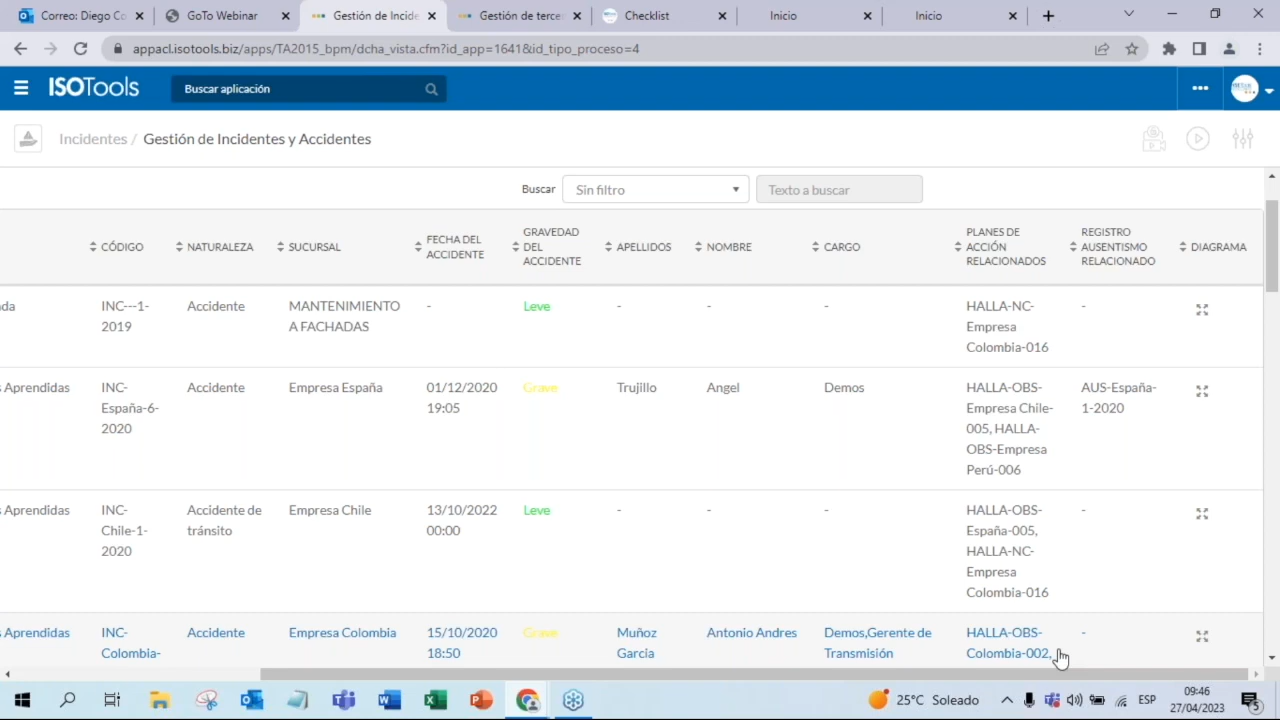 Correo: Diego Co
GoTo Webinar
Gestión de Incide
Gestión de tercer
Checklist
Inicio
Inicio
appacl.isotools.biz/apps/TA2015_bpm/dcha_vista.cfm?id_app=1641&id_tipo_proceso=4
ISOTools
Buscar aplicación
Incidentes / Gestión de Incidentes y Accidentes
Buscar
Sin filtro
Texto a buscar
CÓDIGO
NATURALEZA
SUCURSAL
FECHA DEL
ACCIDENTE
GRAVEDAD
DEL
ACCIDENTE
APELLIDOS
NOMBRE
CARGO
PLANES DE
ACCIÓN
RELACIONADOS
REGISTRO
AUSENTISMO
RELACIONADO
DIAGRAMA
da
INC---1-
2019
Accidente
MANTENIMIENTO
A FACHADAS
-
Leve
-
-
-
HALLA-NC-
Empresa
Colombia-016
-
s Aprendidas
INC-
España-6-
2020
Accidente
Empresa España
01/12/2020
19:05
Grave
Trujillo
Angel
Demos
HALLA-OBS-
Empresa Chile-
005, HALLA-
OBS-Empresa
Perú-006
AUS-España-
1-2020
s Aprendidas
INC-
Chile-1-
2020
Accidente de
tránsito
Empresa Chile
13/10/2022
00:00
Leve
-
-
-
HALLA-OBS-
España-005,
HALLA-NC-
Empresa
Colombia-016
-
s Aprendidas
INC-
Colombia-
Accidente
Empresa Colombia
15/10/2020
18:50
Grave
Muñoz
Garcia
Antonio Andres
Demos,Gerente de
Transmisión
HALLA-OBS-
Colombia-002,
-
25°C Soleado
ESP
09:46
27/04/2023
5